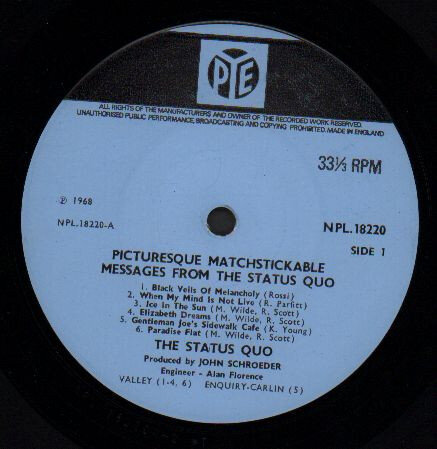 PYE
ALL RIGHTS OF THE MANUFACTURERS AND OWNER OF THE RECORDED WORK RESERVED.
UNAUTHORISED PUBLIC PERFORMANCE, BROADCASTING AND COPYING PROHIBITED. MADE IN ENGLAND
33⅓ RPM
℗ 1968
NPL.18220-A
NPL.18220
SIDE 1
PICTURESQUE MATCHSTICKABLE
MESSAGES FROM THE STATUS QUO
1. Black Veils Of Melancholy (Rossi)
2. When My Mind Is Not Live (R. Parfitt)
3. Ice In The Sun (M. Wilde, R. Scott)
4. Elizabeth Dreams (M. Wilde, R. Scott)
5. Gentleman Joe's Sidewalk Cafe (K. Young)
6. Paradise Flat (M. Wilde, R. Scott)
THE STATUS QUO
Produced by JOHN SCHROEDER
Engineer - Alan Florence
VALLEY (1-4, 6) ENQUIRY-CARLIN (5)